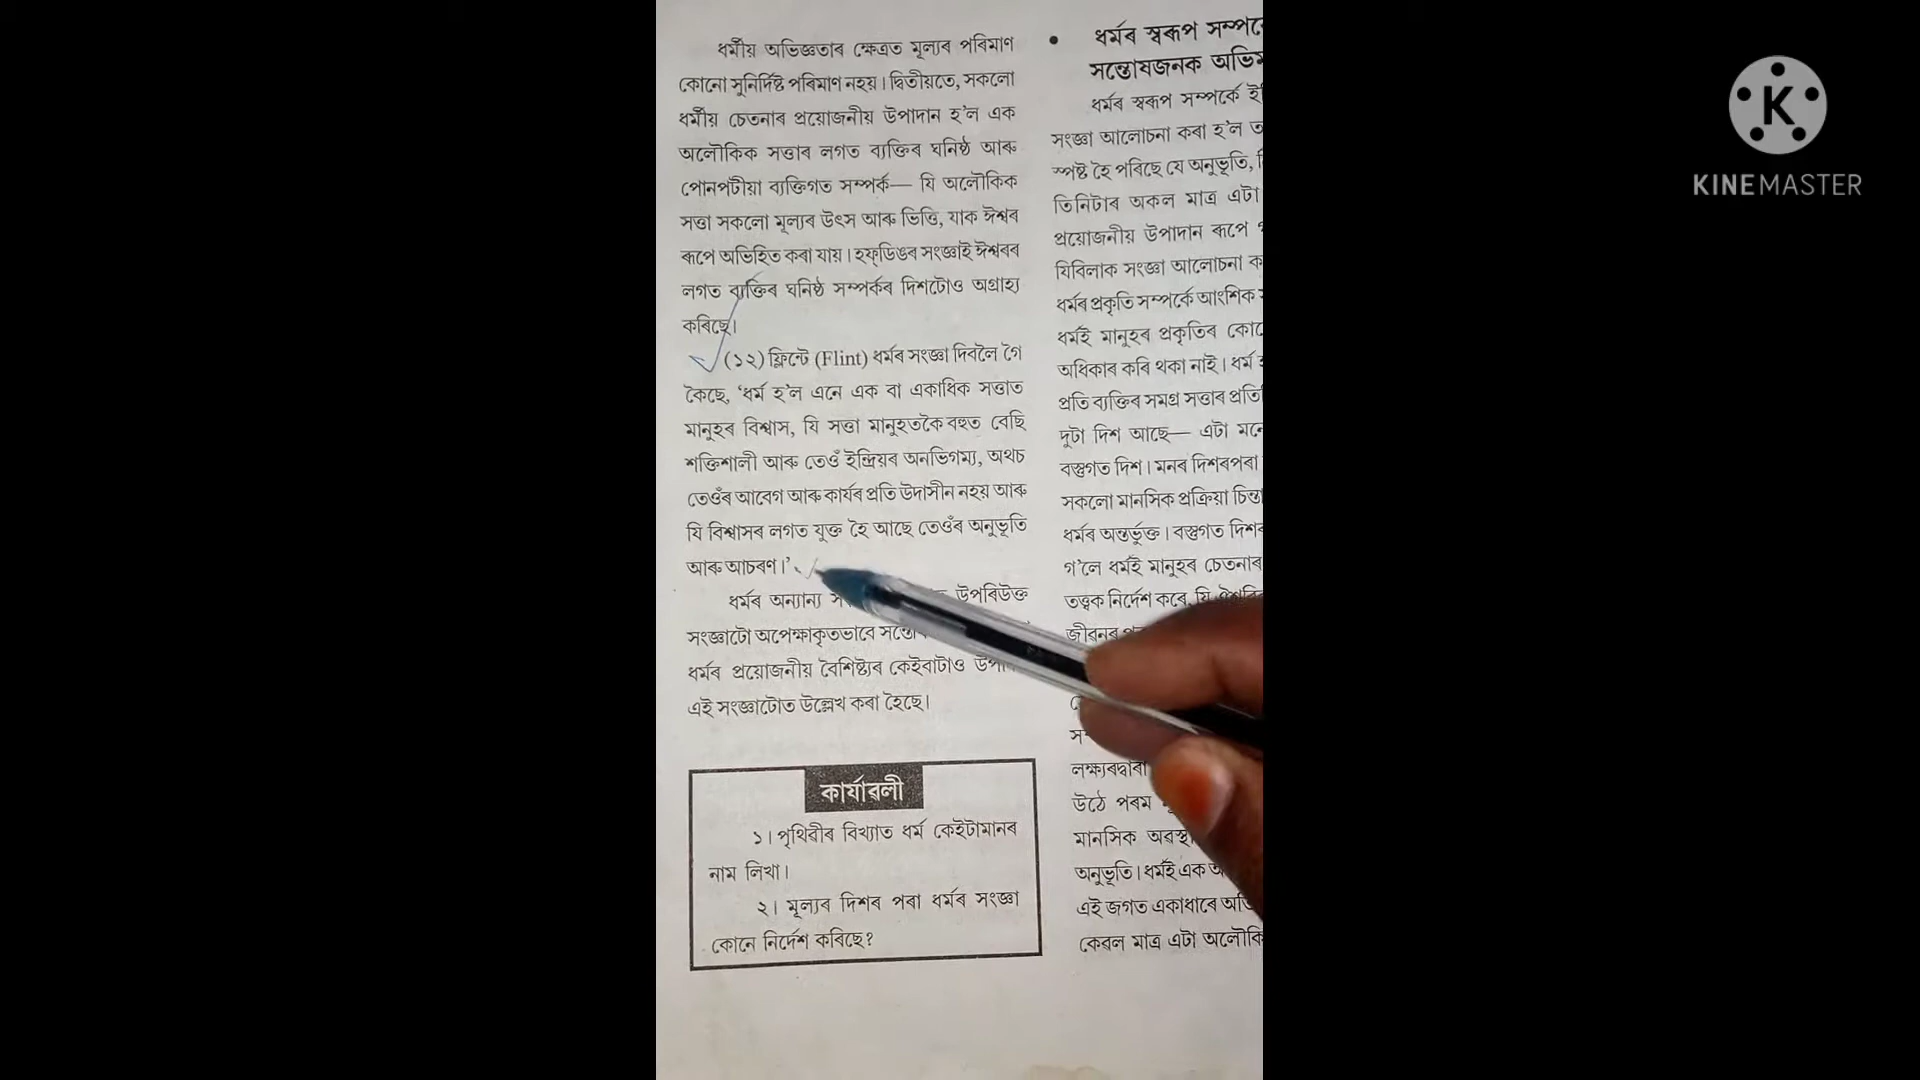 ধৰ্মীয় অভিজ্ঞতাৰ ক্ষেত্ৰত মূল্যৰ পৰিমাণ
কোনো সুনিৰ্দিষ্ট পৰিমাণ নহয়। দ্বিতীয়তে, সকলো
ধৰ্মীয় চেতনাৰ প্ৰয়োজনীয় উপাদান হ'ল এক
অলৌকিক সত্তাৰ লগত ব্যক্তিৰ ঘনিষ্ঠ আৰু
পোনপটীয়া ব্যক্তিগত সম্পৰ্ক— যি অলৌকিক
সত্তা সকলো মূল্যৰ উৎস আৰু ভিত্তি, যাক ঈশ্বৰ
ৰূপে অভিহিত কৰা যায়। হফ্‌ডিঙৰ সংজ্ঞাই ঈশ্বৰৰ
লগত ব্যক্তিৰ ঘনিষ্ঠ সম্পৰ্কৰ দিশটোও অগ্ৰাহ্য
কৰিছে।
(১২) ফ্লিন্টে (Flint) ধৰ্মৰ সংজ্ঞা দিবলৈ গৈ
কৈছে, 'ধৰ্ম হ'ল এনে এক বা একাধিক সত্তাত
মানুহৰ বিশ্বাস, যি সত্তা মানুহতকৈ বহুত বেছি
শক্তিশালী আৰু তেওঁ ইন্দ্ৰিয়ৰ অনভিগম্য, অথচ
তেওঁৰ আবেগ আৰু কাৰ্যৰ প্ৰতি উদাসীন নহয় আৰু
যি বিশ্বাসৰ লগত যুক্ত হৈ আছে তেওঁৰ অনুভূতি
আৰু আচৰণ।'
ধৰ্মৰ অন্যান্য উপৰিউক্ত
সংজ্ঞাটো অপেক্ষাকৃতভাবে
ধৰ্মৰ প্ৰয়োজনীয় বৈশিষ্ট্যৰ কেইবাটাও
এই সংজ্ঞাটোত উল্লেখ কৰা হৈছে।
কাৰ্যাৱলী
১। পৃথিৱীৰ বিখ্যাত ধৰ্ম কেইটামানৰ
নাম লিখা।
২। মূল্যৰ দিশৰ পৰা ধৰ্মৰ সংজ্ঞা
কোনে নিৰ্দেশ কৰিছে?
• ধৰ্মৰ স্বৰূপ
সন্তোষজনক
ধৰ্মৰ স্বৰূপ সম্পৰ্কে
সংজ্ঞা আলোচনা কৰা হ'ল
স্পষ্ট হৈ পৰিছে যে অনুভূতি,
তিনিটাৰ অকল মাত্ৰ এটা
প্ৰয়োজনীয় উপাদান ৰূপে
যিবিলাক সংজ্ঞা আলোচনা
ধৰ্মৰ প্ৰকৃতি সম্পৰ্কে আংশিক
ধৰ্মই মানুহৰ প্ৰকৃতিৰ
অধিকাৰ কৰি থকা নাই। ধৰ্ম
প্ৰতি ব্যক্তিৰ সমগ্ৰ সত্তাৰ
দুটা দিশ আছে— এটা
বস্তুগত দিশ। মনৰ দিশৰপৰা
সকলো মানসিক প্ৰক্ৰিয়া
ধৰ্মৰ অন্তৰ্ভুক্ত। বস্তুগত
গ'লে ধৰ্মই মানুহৰ চেতনাৰ
তত্ত্বক নিৰ্দেশ কৰে, যি
জীৱনৰ
লক্ষ্যৰদ্বাৰা
উঠে পৰম
মানসিক
অনুভূতি। ধৰ্মই এক
এই জগত একাধাৰে
কেৱল মাত্ৰ এটা
K
KINEMASTER